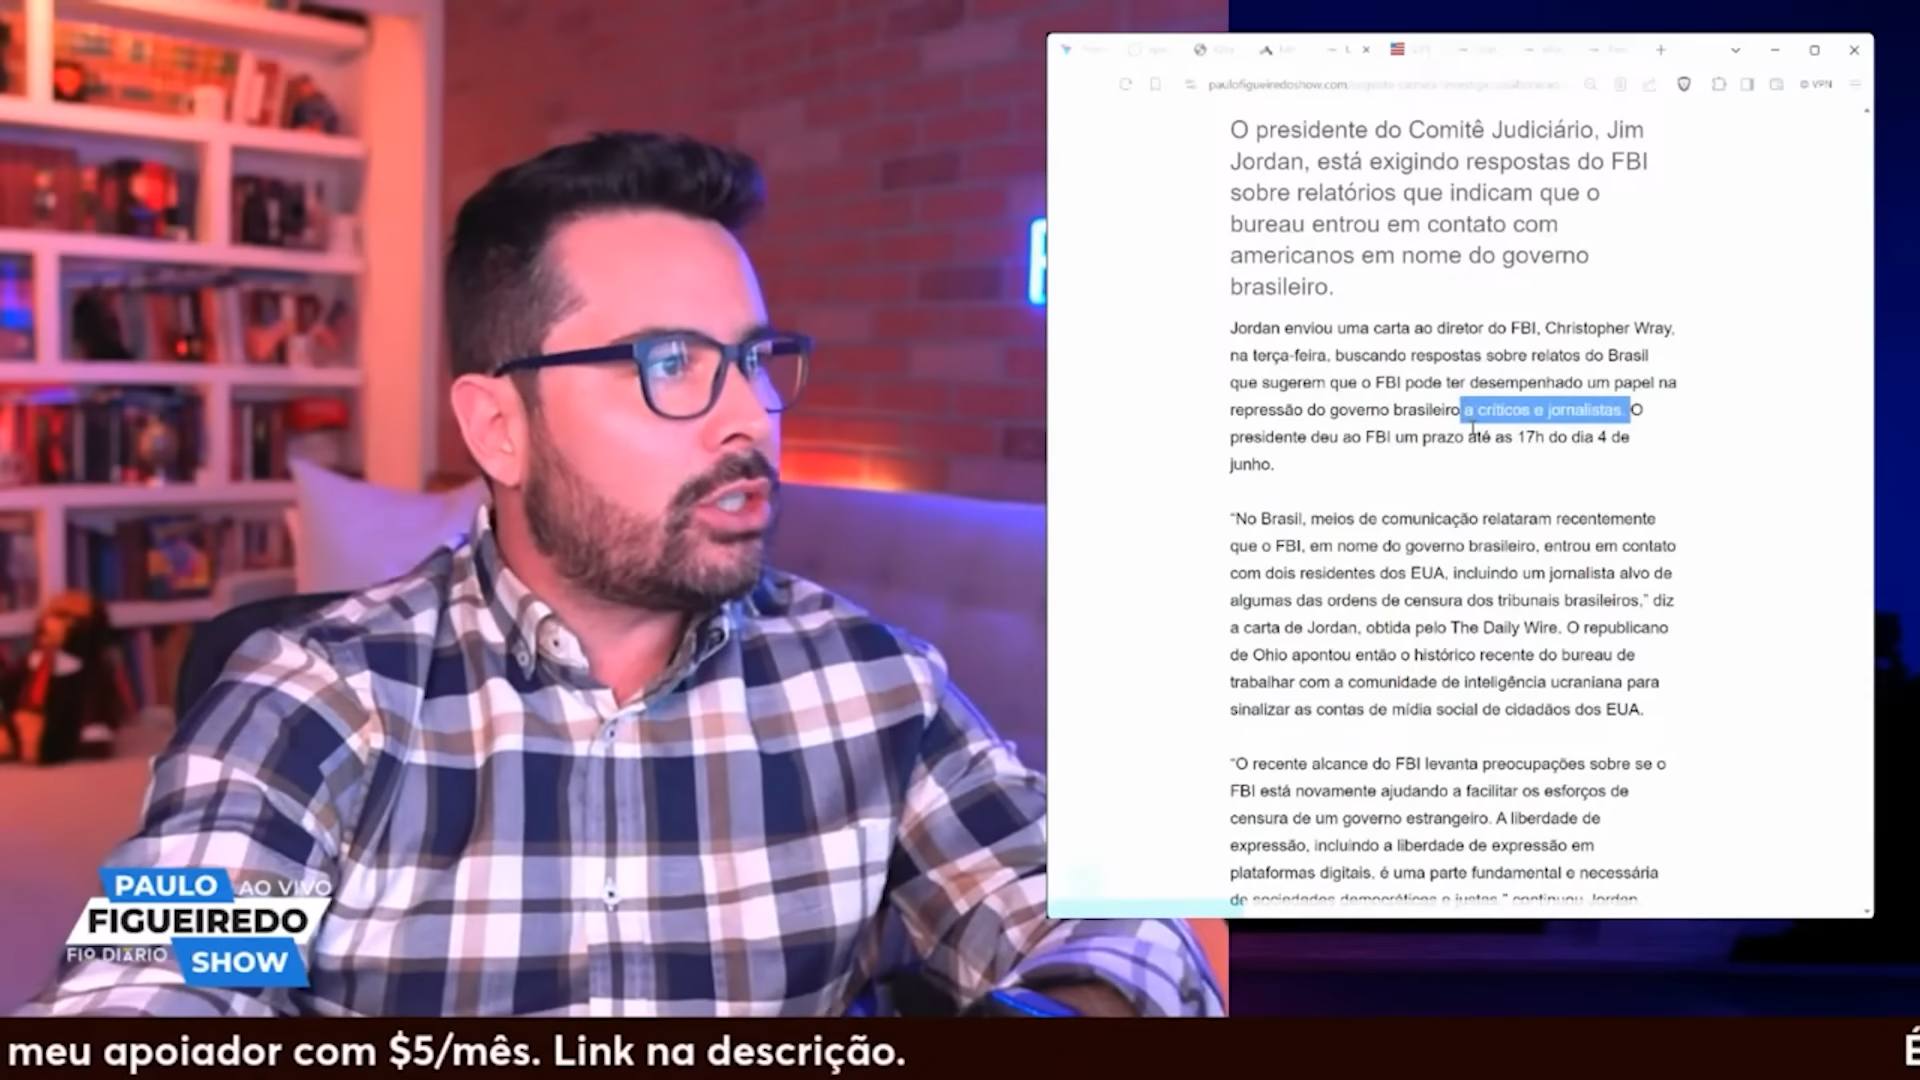 paulofigueiredoshow.com
VPN
O presidente do Comitê Judiciário, Jim
Jordan, está exigindo respostas do FBI
sobre relatórios que indicam que o
bureau entrou em contato com
americanos em nome do governo
brasileiro.
Jordan enviou uma carta ao diretor do FBI, Christopher Wray,
na terça-feira, buscando respostas sobre relatos do Brasil
que sugerem que o FBI pode ter desempenhado um papel na
repressão do governo brasileiro a críticos e jornalistas. O
presidente deu ao FBI um prazo até as 17h do dia 4 de
junho.
“No Brasil, meios de comunicação relataram recentemente
que o FBI, em nome do governo brasileiro, entrou em contato
com dois residentes dos EUA, incluindo um jornalista alvo de
algumas das ordens de censura dos tribunais brasileiros,” diz
a carta de Jordan, obtida pelo The Daily Wire. O republicano
de Ohio apontou então o histórico recente do bureau de
trabalhar com a comunidade de inteligência ucraniana para
sinalizar as contas de mídia social de cidadãos dos EUA.
“O recente alcance do FBI levanta preocupações sobre se o
FBI está novamente ajudando a facilitar os esforços de
censura de um governo estrangeiro. A liberdade de
expressão, incluindo a liberdade de expressão em
plataformas digitais, é uma parte fundamental e necessária
de sociedades democráticas e justas,” continuou Jordan.
PAULO AO VIVO
FIGUEIREDO
FIO DIÁRIO SHOW
meu apoiador com $5/mês. Link na descrição. É